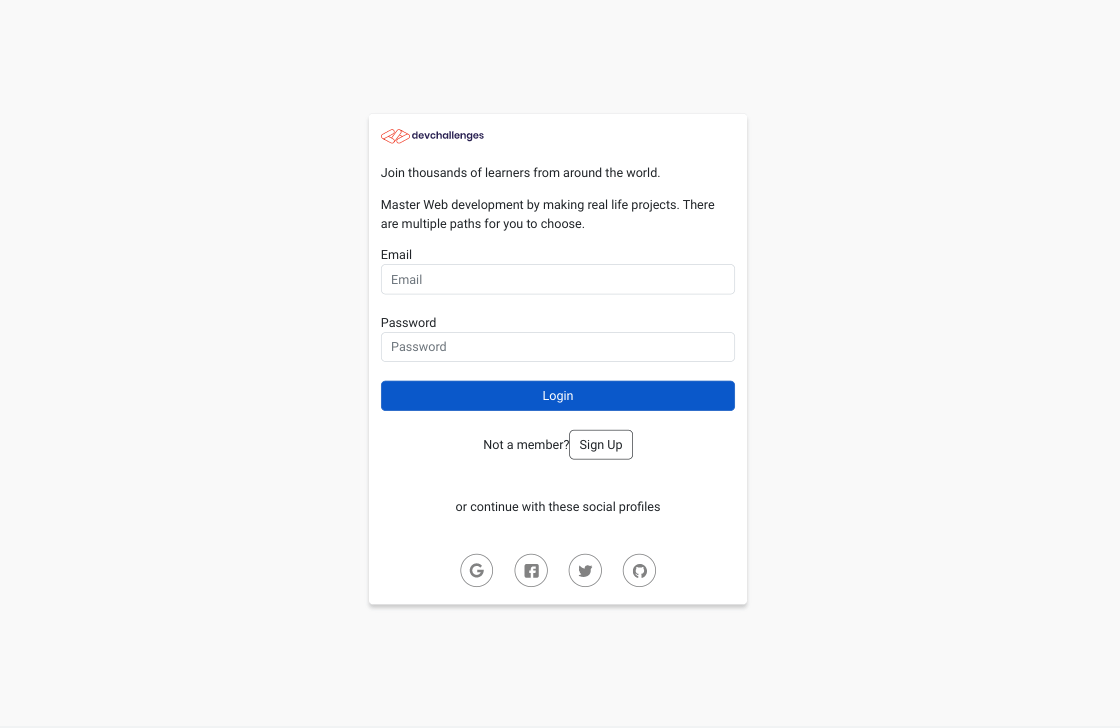 devchallenges
Join thousands of learners from around the world.
Master Web development by making real life projects. There
are multiple paths for you to choose.
Email
Email
Password
Password
Login
Not a member? Sign Up
or continue with these social profiles